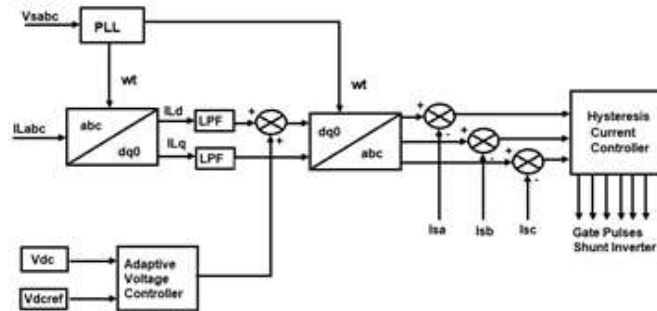 Vsabc
PLL
wt
wt
ILabc
abc
dq0
ILd
LPF
ILq
LPF
+
+
dq0
abc
+
-
+
-
+
-
Hysteresis
Current
Controller
Isa
Isb
Isc
Gate Pulses
Shunt Inverter
Vdc
Vdcref
Adaptive
Voltage
Controller